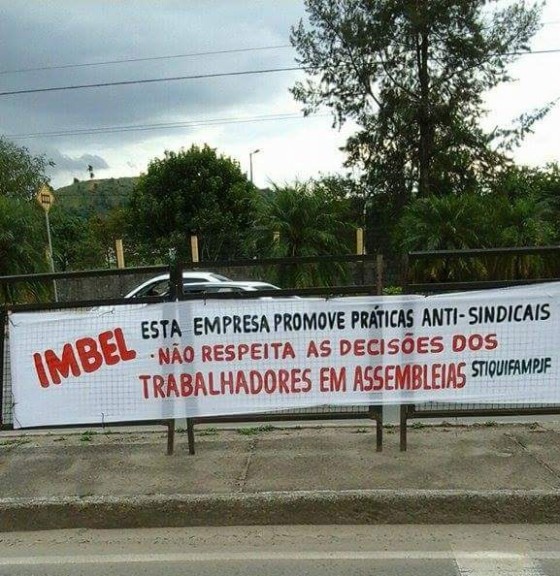 IMBEL
ESTA EMPRESA PROMOVE PRÁTICAS ANTI-SINDICAIS
·NÃO RESPEITA AS DECISÕES DOS
TRABALHADORES EM ASSEMBLEIAS STIQUIFAMPJF